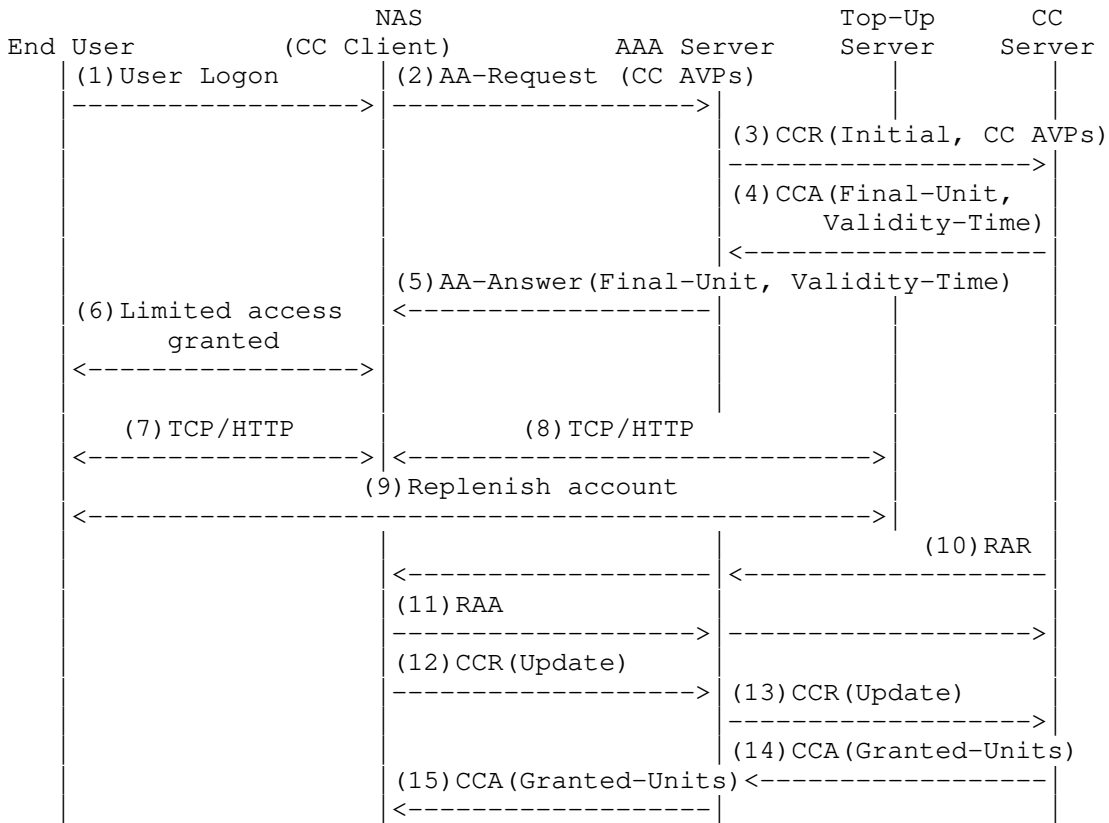 NAS Top-Up CC
End User (CC Client) AAA Server Server Server
(1)User Logon (2)AA-Request (CC AVPs)
(3)CCR(Initial, CC AVPs)
(4)CCA(Final-Unit,
Validity-Time)
(5)AA-Answer(Final-Unit, Validity-Time)
(6)Limited access
granted
(7)TCP/HTTP (8)TCP/HTTP
(9)Replenish account
(10)RAR
(11)RAA
(12)CCR(Update)
(13)CCR(Update)
(14)CCA(Granted-Units)
(15)CCA(Granted-Units)